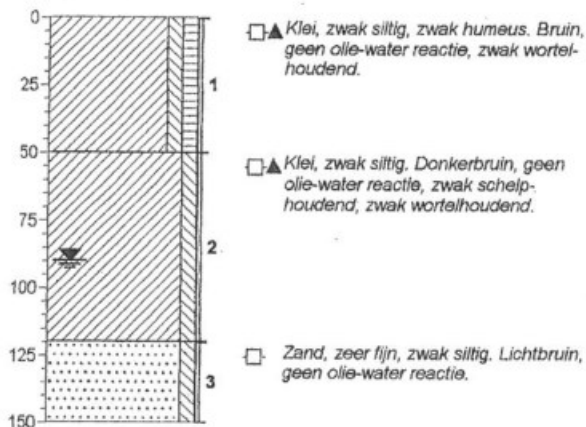 0
Klei, zwak siltig, zwak humeus. Bruin,
geen olie-water reactie, zwak wortel-
houdend.
25
1
50
Klei, zwak siltig. Donkerbruin, geen
olie-water reactie, zwak schelp-
houdend, zwak wortelhoudend.
75
2
100
125
Zand, zeer fijn, zwak siltig. Lichtbruin,
geen olie-water reactie.
3
150